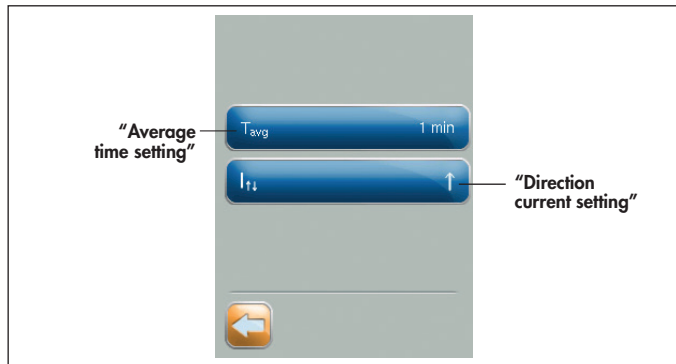 Tavg 1 min
"Average
time setting"
I↑↓ ↑
"Direction
current setting"